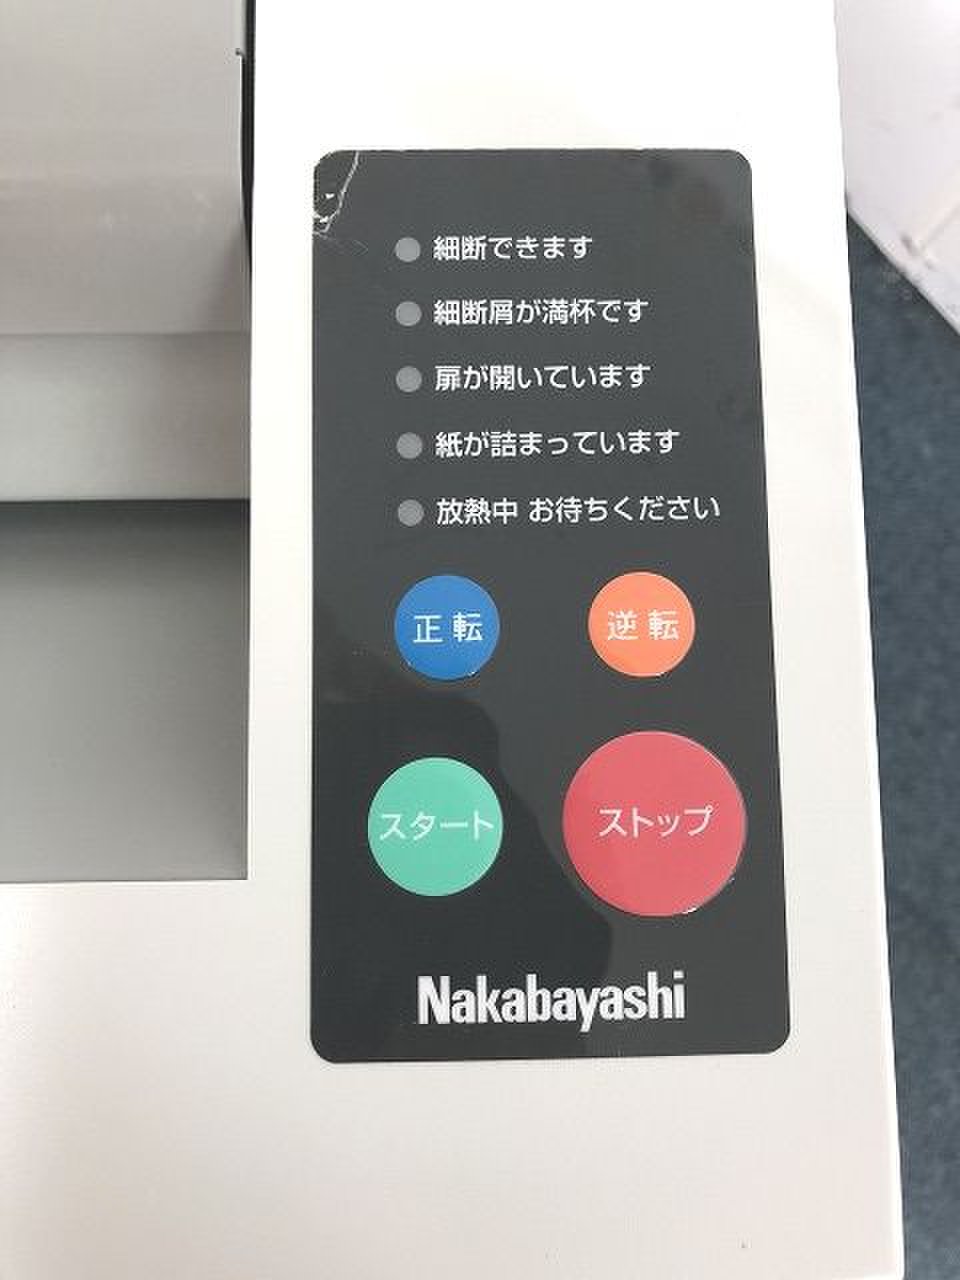 細断できます
細断屑が満杯です
扉が開いています
紙が詰まっています
放熱中 お待ちください
正転 逆転
スタート ストップ
Nakabayashi